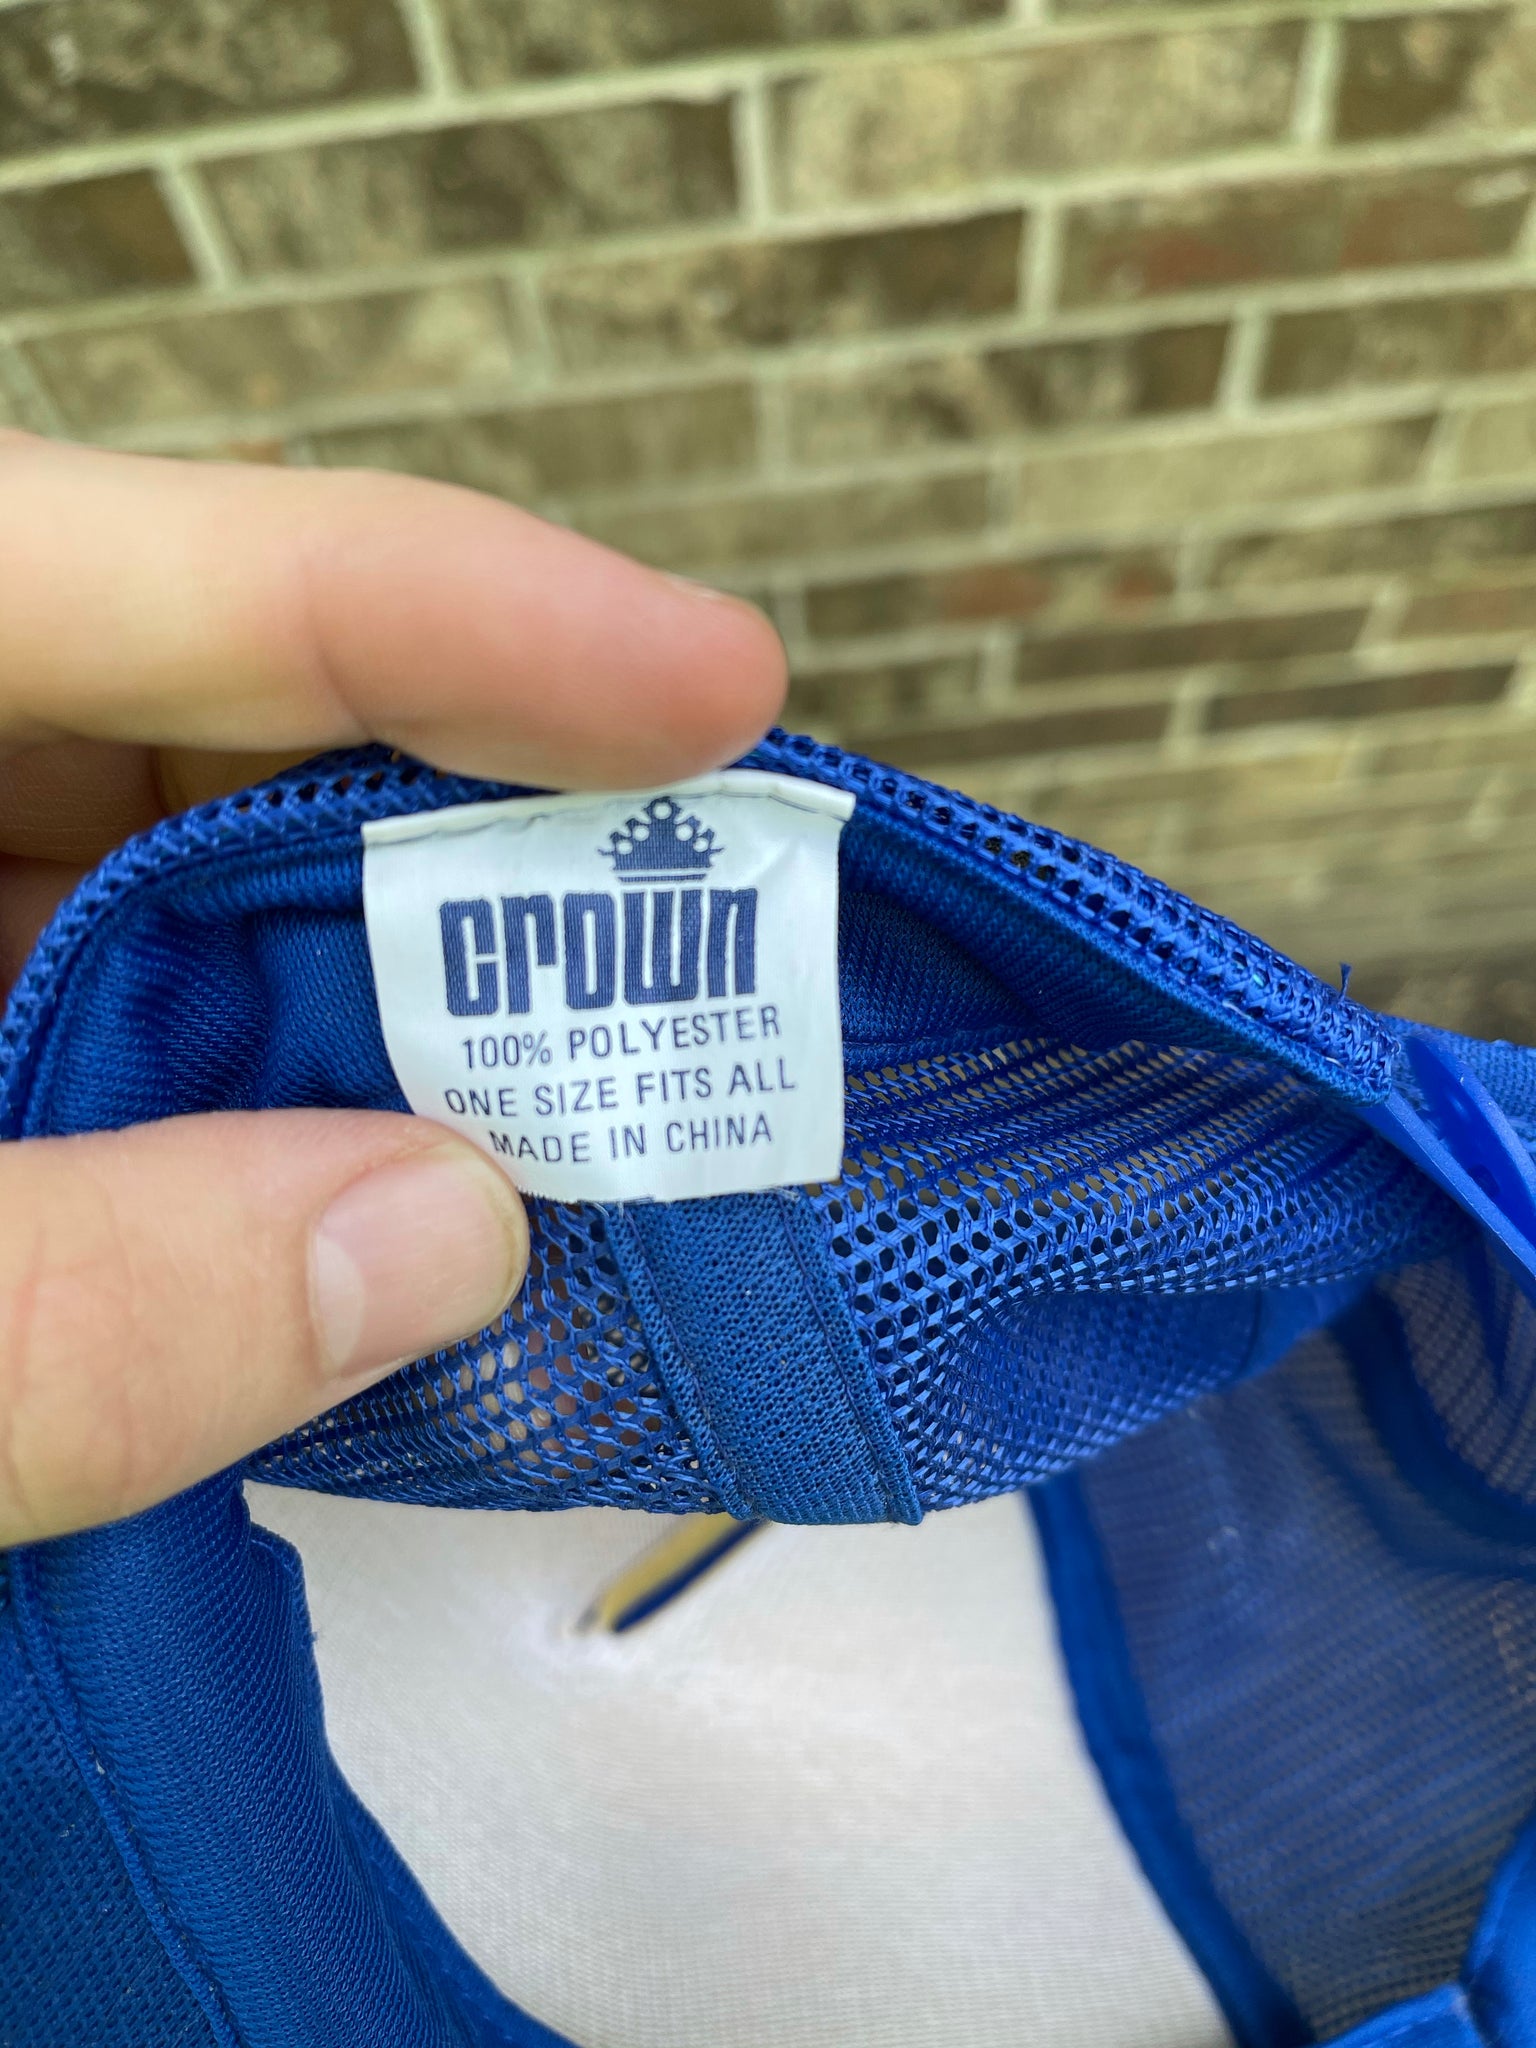 crown
100% POLYESTER
ONE SIZE FITS ALL
MADE IN CHINA